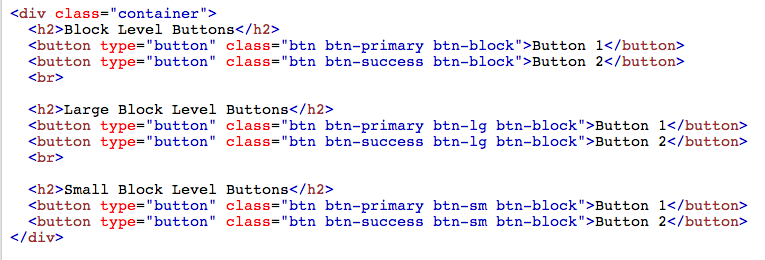 <div class="container">
  <h2>Block Level Buttons</h2>
  <button type="button" class="btn btn-primary btn-block">Button 1</button>
  <button type="button" class="btn btn-success btn-block">Button 2</button>
  <br>

  <h2>Large Block Level Buttons</h2>
  <button type="button" class="btn btn-primary btn-lg btn-block">Button 1</button>
  <button type="button" class="btn btn-success btn-lg btn-block">Button 2</button>
  <br>

  <h2>Small Block Level Buttons</h2>
  <button type="button" class="btn btn-primary btn-sm btn-block">Button 1</button>
  <button type="button" class="btn btn-success btn-sm btn-block">Button 2</button>
</div>